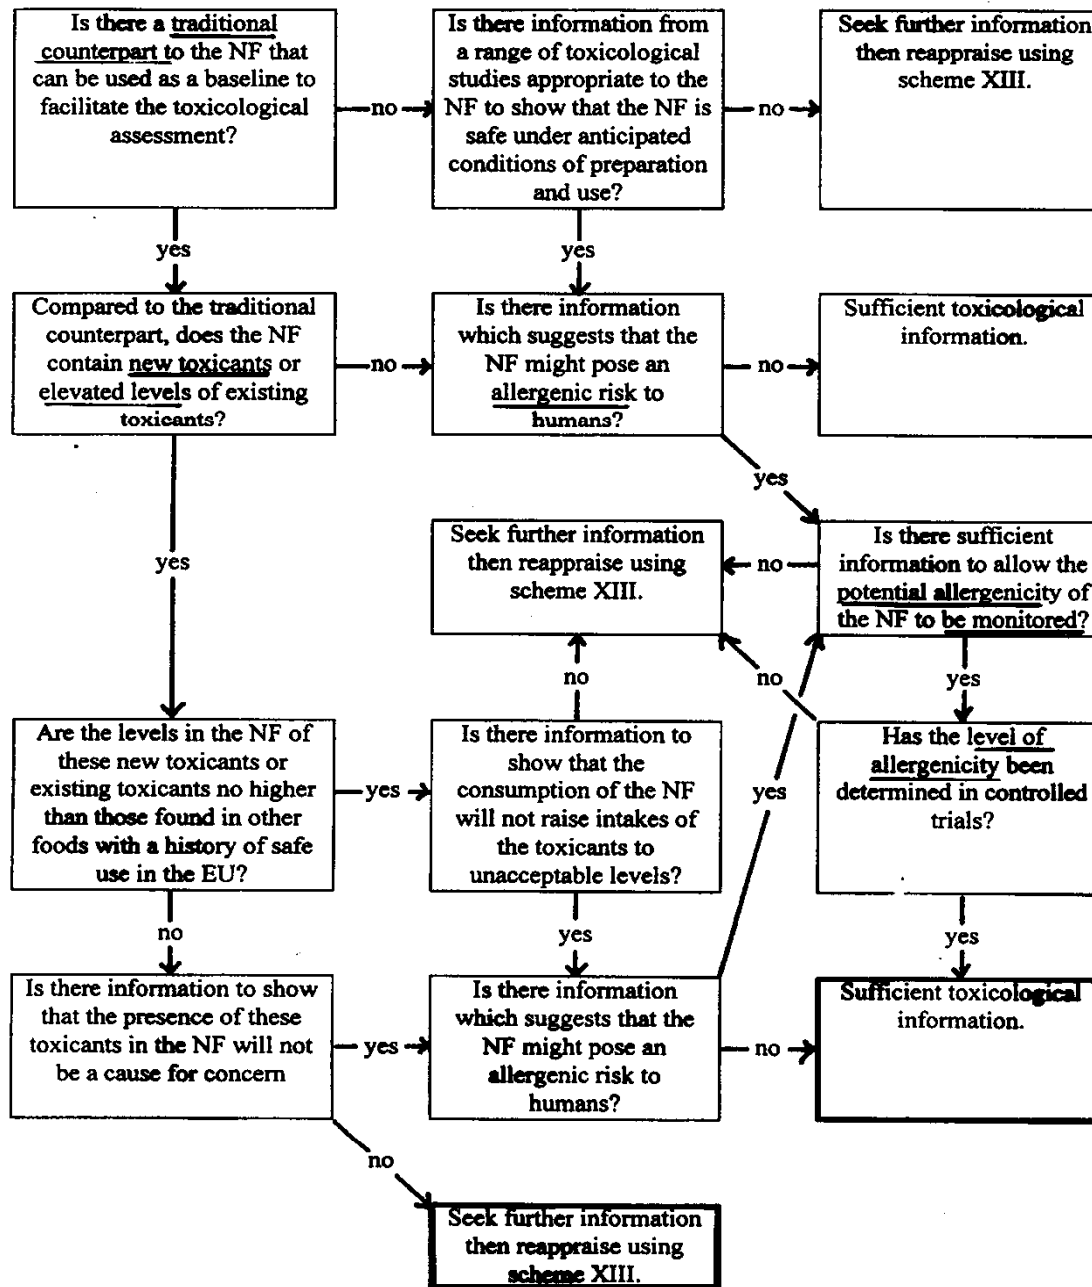 Is there a traditional
counterpart to the NF that
can be used as a baseline to
facilitate the toxicological
assessment?
no
Is there information from
a range of toxicological
studies appropriate to the
NF to show that the NF is
safe under anticipated
conditions of preparation
and use?
no
Seek further information
then reappraise using
scheme XIII.
yes
yes
Compared to the traditional
counterpart, does the NF
contain new toxicants or
elevated levels of existing
toxicants?
no
Is there information
which suggests that the
NF might pose an
allergenic risk to
humans?
no
Sufficient toxicological
information.
yes
yes
Seek further information
then reappraise using
scheme XIII.
no
Is there sufficient
information to allow the
potential allergenicity of
the NF to be monitored?
no
no
yes
Are the levels in the NF of
these new toxicants or
existing toxicants no higher
than those found in other
foods with a history of safe
use in the EU?
yes
Is there information to
show that the
consumption of the NF
will not raise intakes of
the toxicants to
unacceptable levels?
yes
Has the level of
allergenicity been
determined in controlled
trials?
no
yes
yes
Is there information to show
that the presence of these
toxicants in the NF will not
be a cause for concern
yes
Is there information
which suggests that the
NF might pose an
allergenic risk to
humans?
no
Sufficient toxicological
information.
no
Seek further information
then reappraise using
scheme XIII.